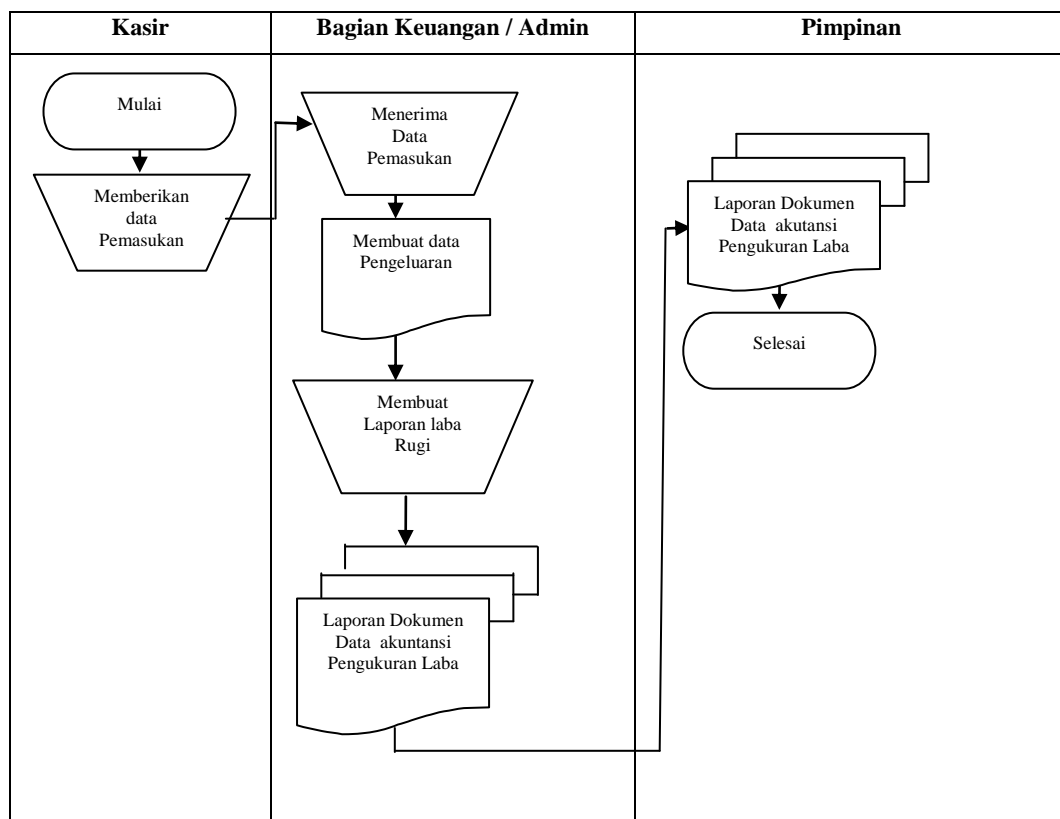 Kasir
Bagian Keuangan / Admin
Pimpinan
Mulai
Memberikan
data
Pemasukan
Menerima
Data
Pemasukan
Membuat data
Pengeluaran
Membuat
Laporan laba
Rugi
Laporan Dokumen
Data akuntansi
Pengukuran Laba
Laporan Dokumen
Data akutansi
Pengukuran Laba
Selesai